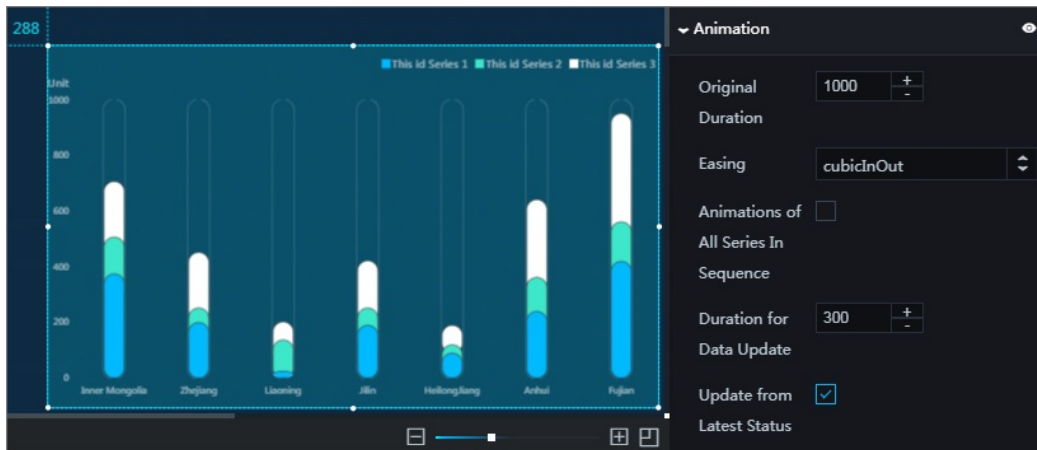 288
This id Series 1 This id Series 2 This id Series 3
Unit
1000
800
600
400
200
0
Inner Mongolia Zhejiang Liaoning Jilin HeilongJiang Anhui Fujian
Animation
Original
Duration
1000
+
-
Easing
cubicInOut
Animations of
All Series In
Sequence
Duration for
Data Update
300
+
-
Update from
Latest Status